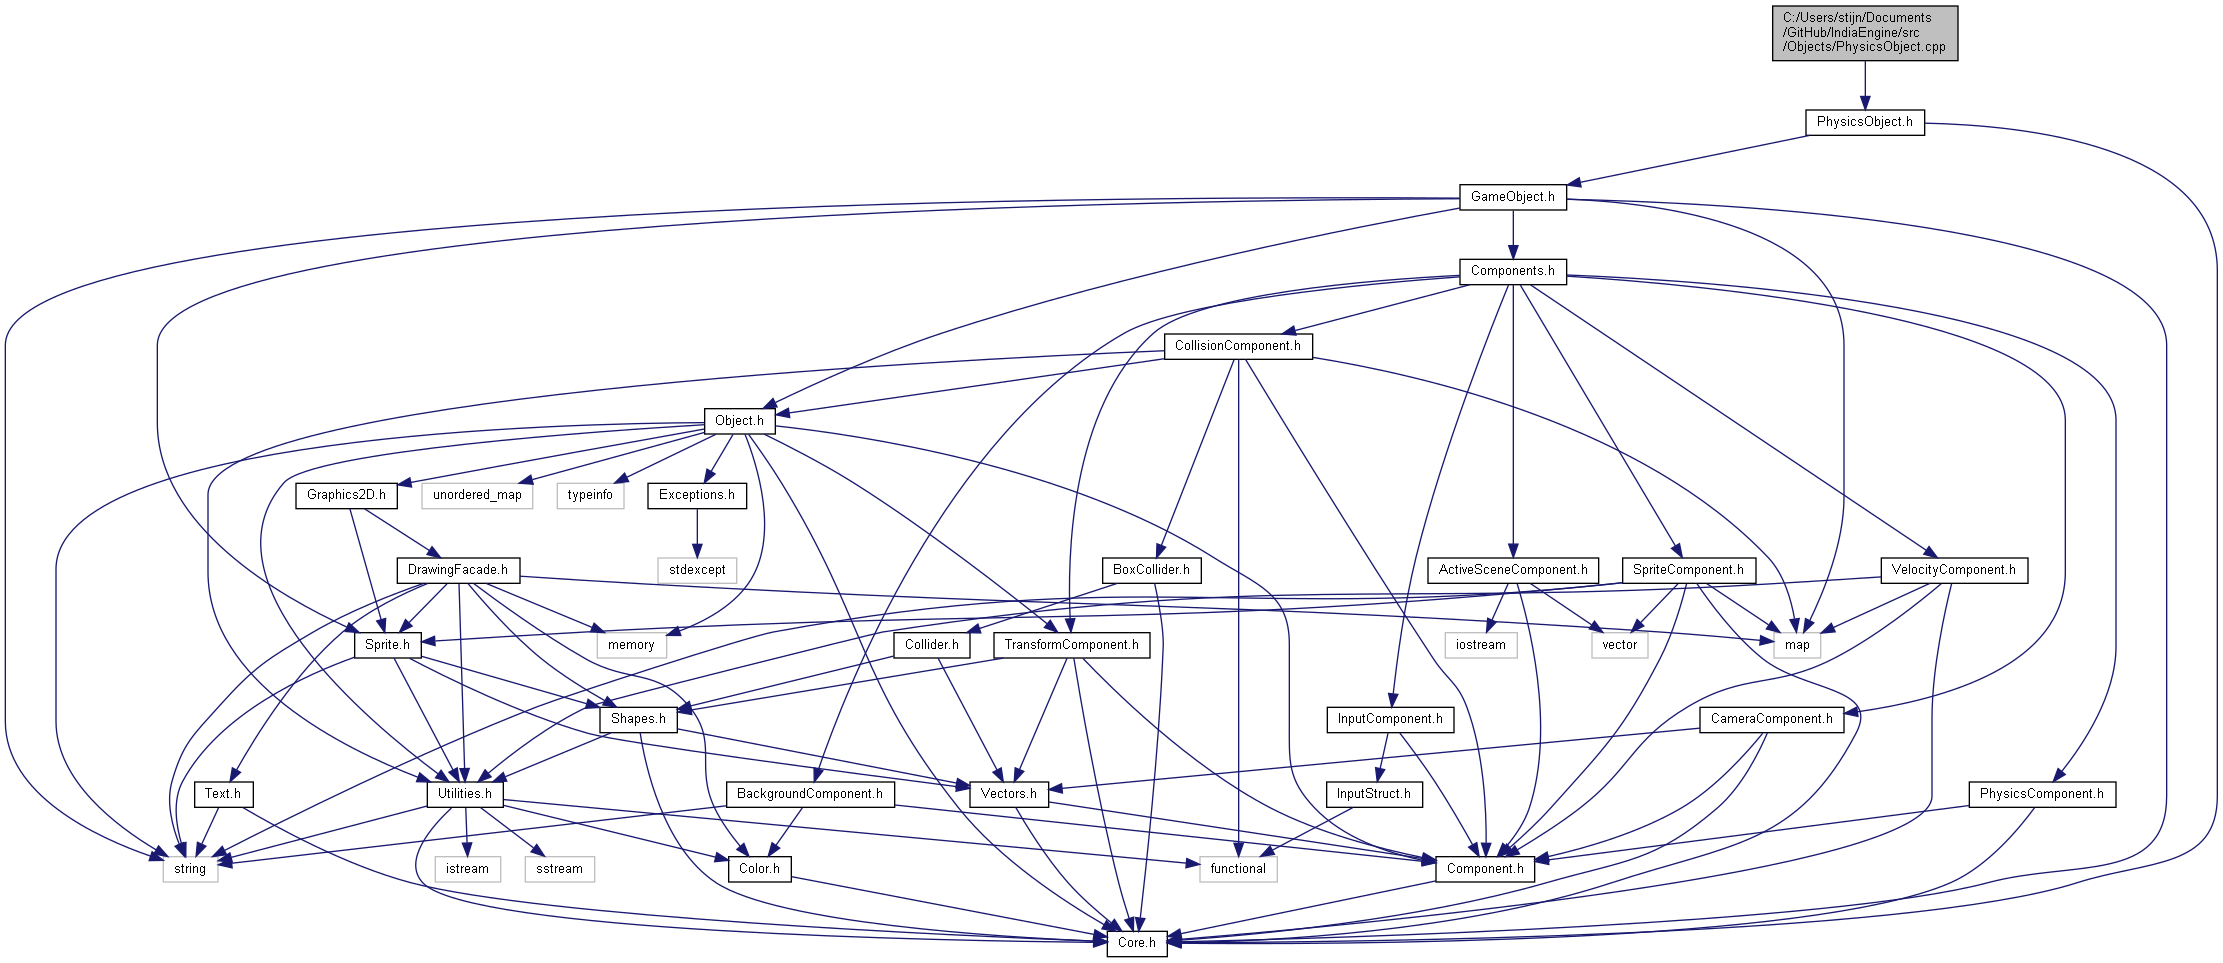 C:/Users/stijn/Documents
/GitHub/IndiaEngine/src
/Objects/PhysicsObject.cpp
PhysicsObject.h
GameObject.h
Components.h
CollisionComponent.h
Object.h
Graphics2D.h
unordered_map
typeinfo
Exceptions.h
DrawingFacade.h
stdexcept
BoxCollider.h
ActiveSceneComponent.h
SpriteComponent.h
VelocityComponent.h
Sprite.h
memory
Collider.h
TransformComponent.h
iostream
vector
map
Shapes.h
InputComponent.h
CameraComponent.h
Text.h
Utilities.h
BackgroundComponent.h
Vectors.h
InputStruct.h
PhysicsComponent.h
string
istream
sstream
Color.h
functional
Component.h
Core.h